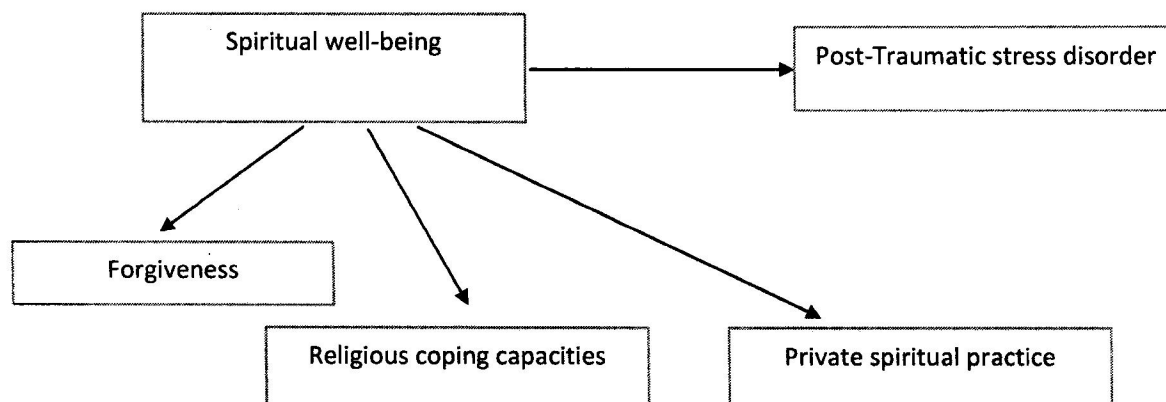 Spiritual well-being
Post-Traumatic stress disorder
Forgiveness
Religious coping capacities
Private spiritual practice